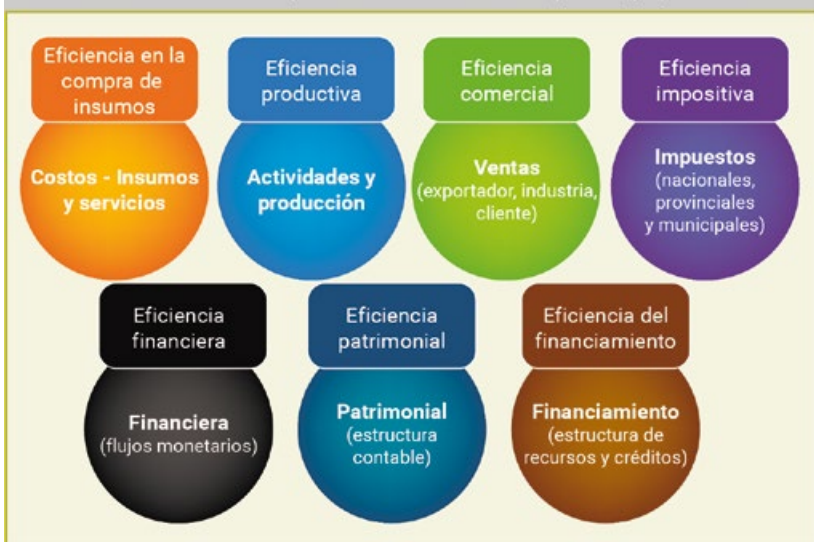 Eficiencia en la
compra de
insumos
Costos - Insumos
y servicios
Eficiencia
productiva
Actividades y
producción
Eficiencia
comercial
Ventas
(exportador, industria,
cliente)
Eficiencia
impositiva
Impuestos
(nacionales,
provinciales
y municipales)
Eficiencia
financiera
Financiera
(flujos monetarios)
Eficiencia
patrimonial
Patrimonial
(estructura
contable)
Eficiencia del
financiamiento
Financiamiento
(estructura de
recursos y créditos)